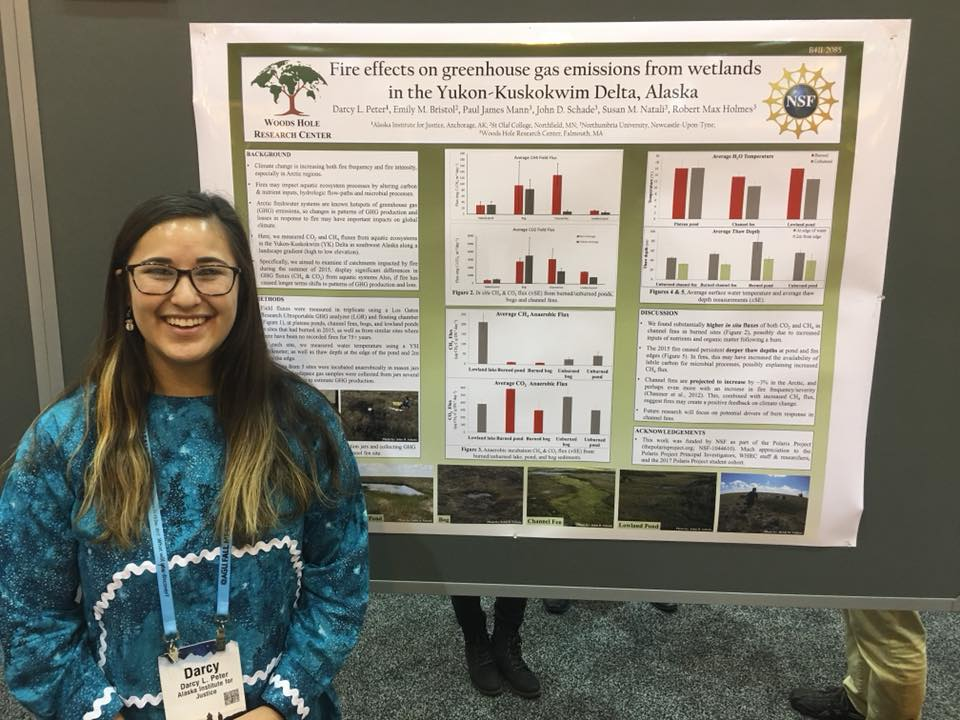 B41I/2085
WOODS HOLE
RESEARCH CENTER
Fire effects on greenhouse gas emissions from wetlands
in the Yukon-Kuskokwim Delta, Alaska
Darcy L. Peter¹, Emily M. Bristol², Paul James Mann³, John D. Schade³, Susan M. Natali³, Robert Max Holmes³
¹Alaska Institute for Justice, Anchorage, AK; ²St Olaf College, Northfield, MN; ³Northumbria University, Newcastle-Upon-Tyne;
³Woods Hole Research Center, Falmouth, MA
NSF
BACKGROUND
• Climate change is increasing both fire frequency and fire intensity,
especially in Arctic regions.
• Fires may impact aquatic ecosystem processes by altering carbon
& nutrient inputs, hydrologic flow-paths and microbial processes.
• Arctic freshwater systems are known hotspots of greenhouse gas
(GHG) emissions, so changes in patterns of GHG production and
losses in response to fire may have important impacts on global
climate.
• Here, we measured CO₂ and CH₄ fluxes from aquatic ecosystems
in the Yukon-Kuskokwim (YK) Delta in southwest Alaska along a
landscape gradient (high to low elevation).
Specifically, we aimed to examine if catchments impacted by fire
during the summer of 2015, display significant differences in
GHG fluxes (CH₄ & CO₂) from aquatic systems Also, if fire has
caused longer terms shifts to patterns of GHG production and loss.
METHODS
fluxes were measured in triplicate using a Los Gatos
Research Ultraportable GHG analyzer (LGR) and floating chamber
Figure 1), at plateau ponds, channel fens, bogs, and lowland ponds
sites that had burned in 2015, as well as from similar sites where
have been no recorded fires for 75+ years.
site, we measured water temperature using a YSI
as well as thaw depth at the edge of the pond and 2m
from 5 sites were incubated anaerobically in mason jars
gas samples were collected from jars several
to estimate GHG production.
jars and collecting GHG
fen site.
Average CH4 Field Flux
Average CO2 Field Flux
Figure 2. In situ CH₄ & CO₂ flux (±SE) from burned/unburned ponds,
bogs and channel fens.
Average CH₄ Anaerobic Flux
Lowland lake Burned pond Burned bog Unburned bog Unburned pond
Average CO₂ Anaerobic Flux
Lowland lake Burned pond Burned bog Unburned bog Unburned pond
Figure 3. Anaerobic incubation CH₄ & CO₂ flux (±SE) from
burned/unburned lake, pond, and bog sediments.
Average H₂O Temperature
Burned
Unburned
Plateau pond Channel fen Lowland pond
Average Thaw Depth
At edge of water
2m from edge
Unburned channel fen Burned channel fen Burned pond Unburned pond
Figures 4 & 5. Average surface water temperature and average thaw
depth measurements (±SE).
DISCUSSION
• We found substantially higher in situ fluxes of both CO₂ and CH₄ in
channel fens in burned sites (Figure 2), possibly due to increased
inputs of nutrients and organic matter following a burn.
• The 2015 fire caused persistent deeper thaw depths at pond and fen
edges (Figure 5). In fens, this may have increased the availability of
labile carbon for microbial processes, possibly explaining increased
CH₄ flux.
• Channel fens are projected to increase by ~3% in the Arctic, and
perhaps even more with an increase in fire frequency/severity
(Chasmer et al., 2012). This, combined with increased CH₄ flux,
suggest fires may create a positive feedback on climate change.
• Future research will focus on potential drivers of burn response in
channel fens.
ACKNOWLEDGEMENTS
• This work was funded by NSF as part of the Polaris Project
(thepolarisproject.org; NSF-1044610). Much appreciation to the
Polaris Project Principal Investigators, WHRC staff & researchers,
and the 2017 Polaris Project student cohort.
Pond
Bog
Channel Fen
Lowland Pond
Darcy
Darcy L. Peter
Alaska Institute for
Justice